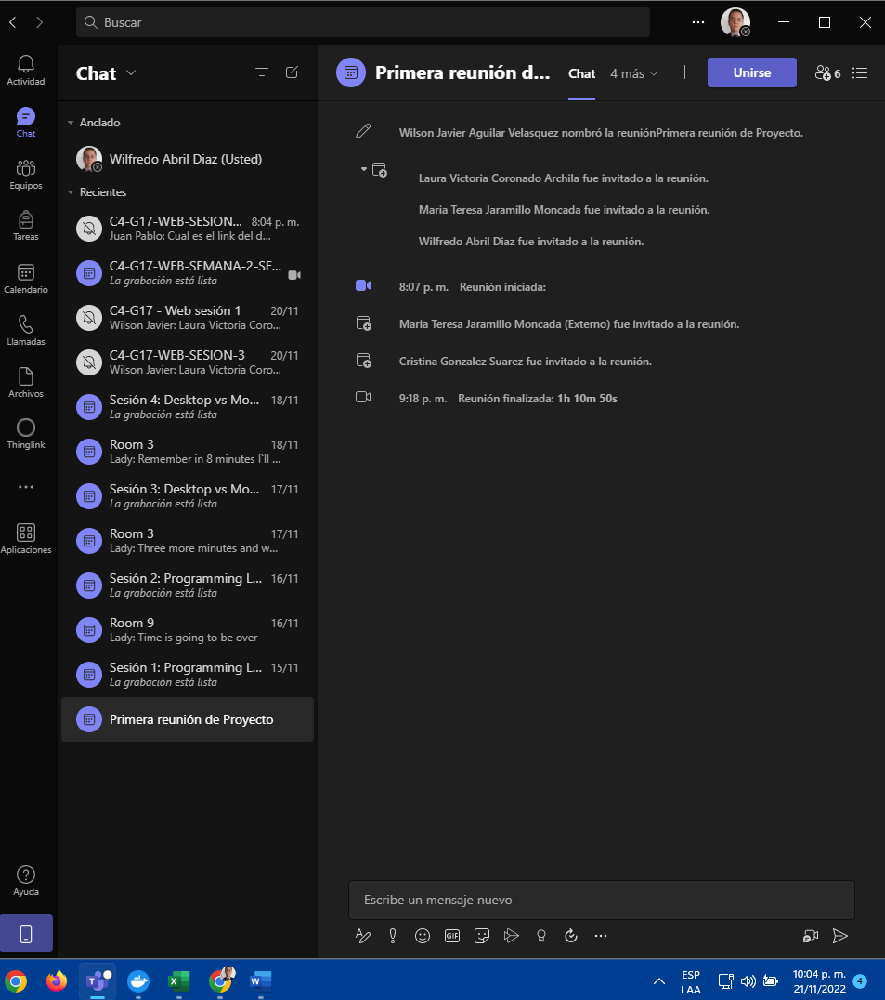 Buscar
Actividad
Chat
Equipos
Tareas
Calendario
Llamadas
Archivos
Thinglink
Aplicaciones
Ayuda
Chat
Anclado
Wilfredo Abril Diaz (Usted)
Recientes
C4-G17-WEB-SESION... 8:04 p. m.
Juan Pablo: Cual es el link del d...
C4-G17-WEB-SEMANA-2-SE...
La grabación está lista
C4-G17 - Web sesión 1 20/11
Wilson Javier: Laura Victoria Coro...
C4-G17-WEB-SESION-3 20/11
Wilson Javier: Laura Victoria Coro...
Sesión 4: Desktop vs Mo... 18/11
La grabación está lista
Room 3 18/11
Lady: Remember in 8 minutes I`ll ...
Sesión 3: Desktop vs Mo... 17/11
La grabación está lista
Room 3 17/11
Lady: Three more minutes and w...
Sesión 2: Programming L... 16/11
La grabación está lista
Room 9 16/11
Lady: Time is going to be over
Sesión 1: Programming L... 15/11
La grabación está lista
Primera reunión de Proyecto
Primera reunión d... Chat 4 más Unirse 6
Wilson Javier Aguilar Velasquez nombró la reuniónPrimera reunión de Proyecto.
Laura Victoria Coronado Archila fue invitado a la reunión.
Maria Teresa Jaramillo Moncada fue invitado a la reunión.
Wilfredo Abril Diaz fue invitado a la reunión.
8:07 p. m. Reunión iniciada:
Maria Teresa Jaramillo Moncada (Externo) fue invitado a la reunión.
Cristina Gonzalez Suarez fue invitado a la reunión.
9:18 p. m. Reunión finalizada: 1h 10m 50s
Escribe un mensaje nuevo
GIF
ESP
LAA
10:04 p. m.
21/11/2022
4